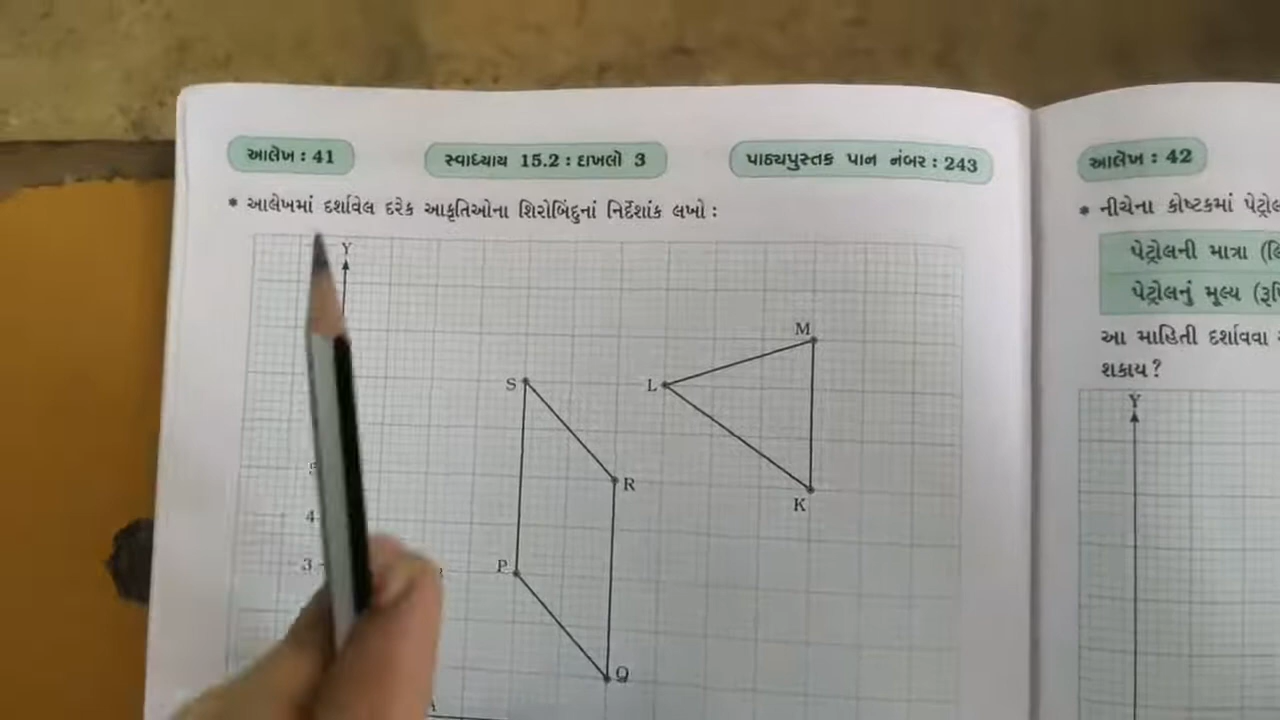 આલેખ : 41
સ્વાધ્યાય 15.2 : દાખલો 3
પાઠ્યપુસ્તક પાન નંબર : 243
* આલેખમાં દર્શાવેલ દરેક આકૃતિઓના શિરોબિંદુનાં નિર્દેશાંક લખો :
Y
M
S
L
R
K
5
4
3
P
Q
આલેખ : 42
* નીચેના કોષ્ટકમાં
પેટ્રોલની માત્રા
પેટ્રોલનું મૂલ્ય
આ માહિતી દર્શાવવા
શકાય ?
Y